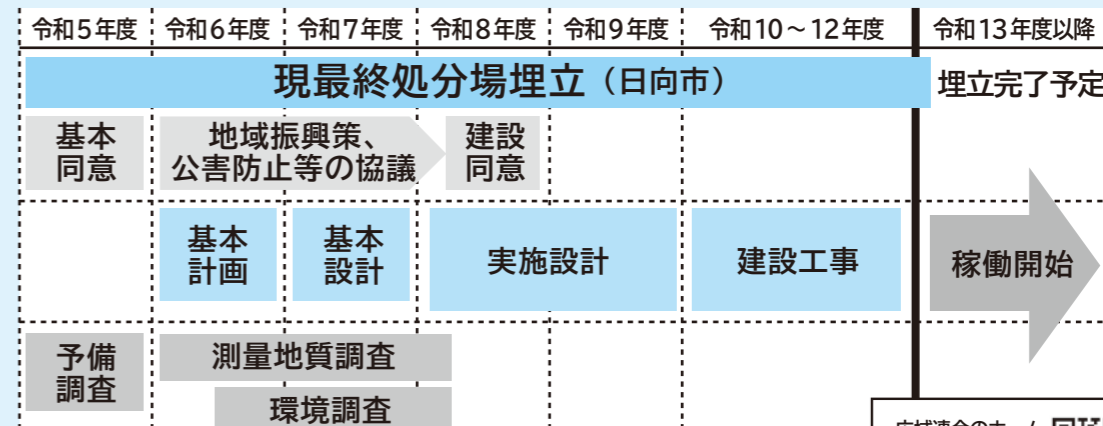 令和5年度 令和6年度 令和7年度 令和8年度 令和9年度 令和10～12年度 令和13年度以降
現最終処分場埋立（日向市） 埋立完了予定
基本
同意
地域振興策、
公害防止等の協議
建設
同意
基本
計画
基本
設計
実施設計
建設工事
稼働開始
予備
調査
測量地質調査
環境調査